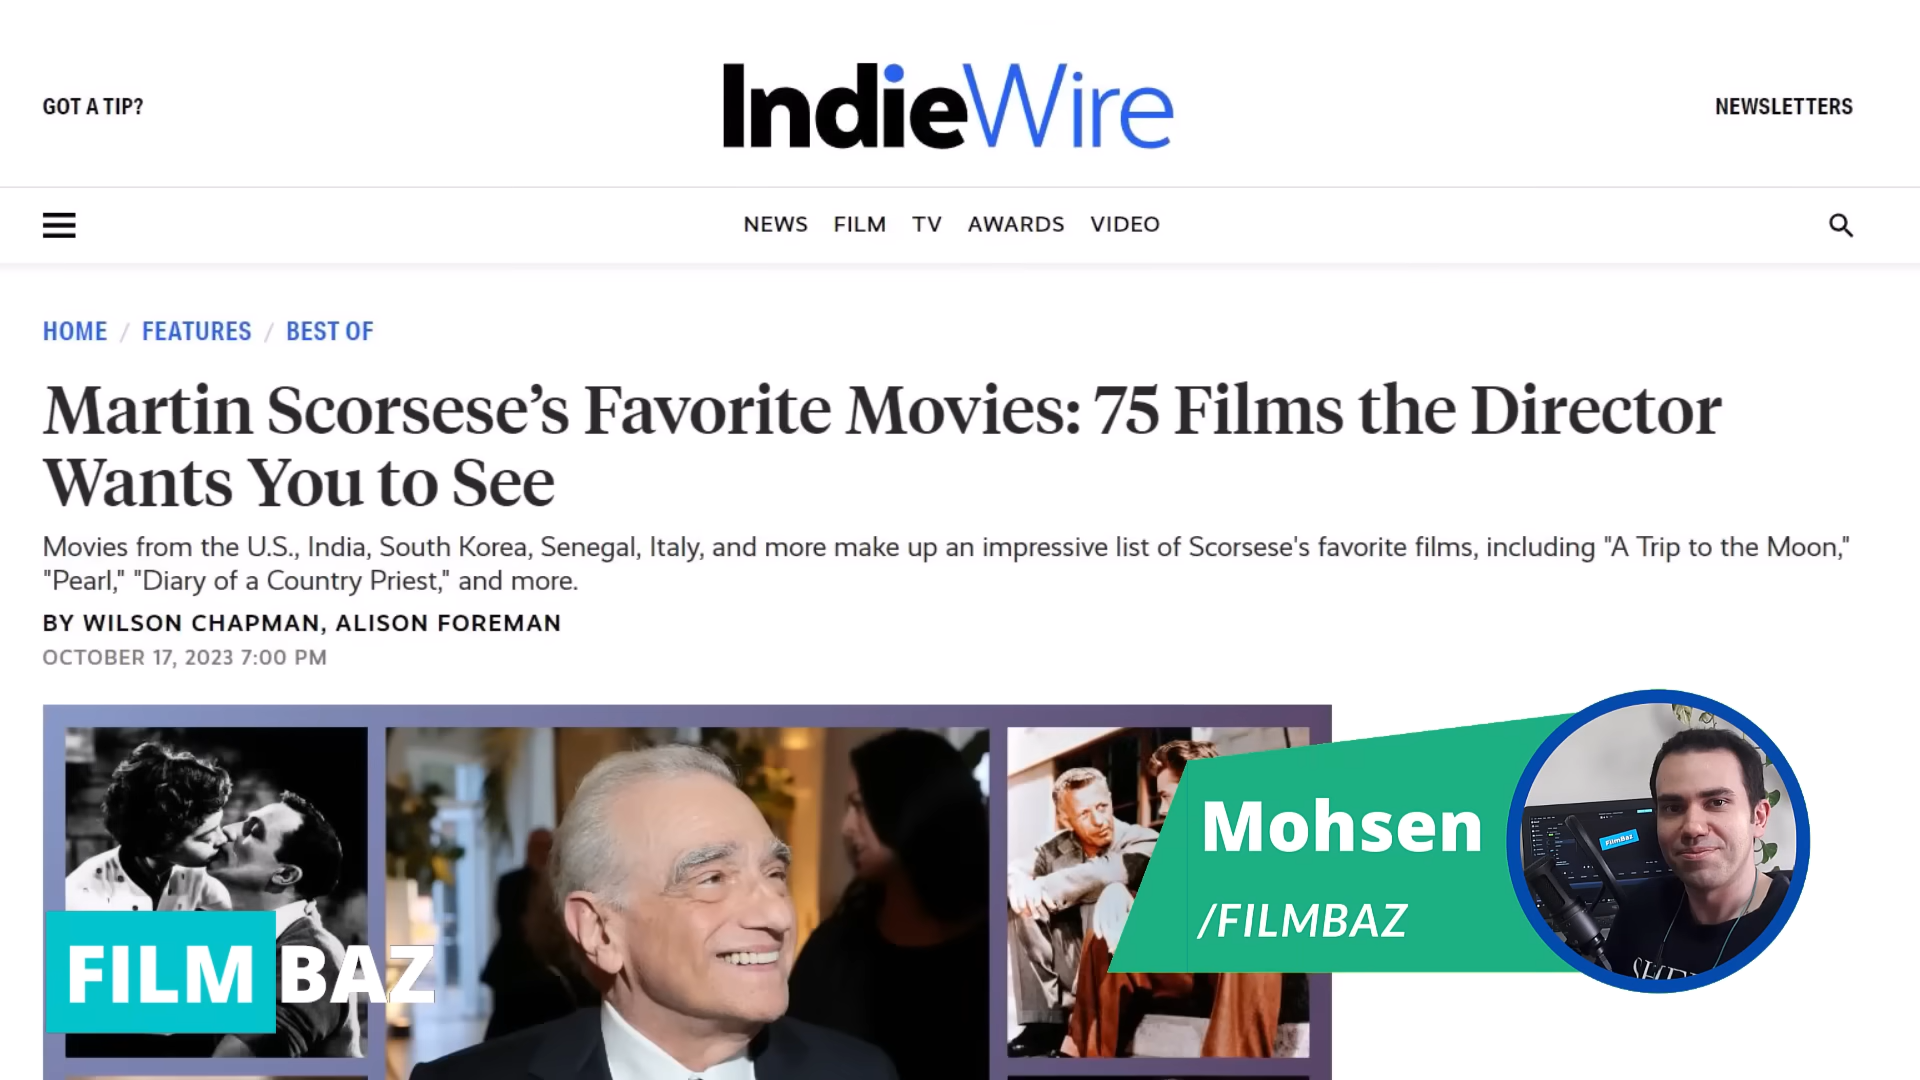 GOT A TIP?
IndieWire
NEWSLETTERS
NEWS FILM TV AWARDS VIDEO
HOME / FEATURES / BEST OF
Martin Scorsese’s Favorite Movies: 75 Films the Director
Wants You to See
Movies from the U.S., India, South Korea, Senegal, Italy, and more make up an impressive list of Scorsese's favorite films, including "A Trip to the Moon,"
"Pearl," "Diary of a Country Priest," and more.
BY WILSON CHAPMAN, ALISON FOREMAN
OCTOBER 17, 2023 7:00 PM
Mohsen
/FILMBAZ
FilmBaz
FILM BAZ